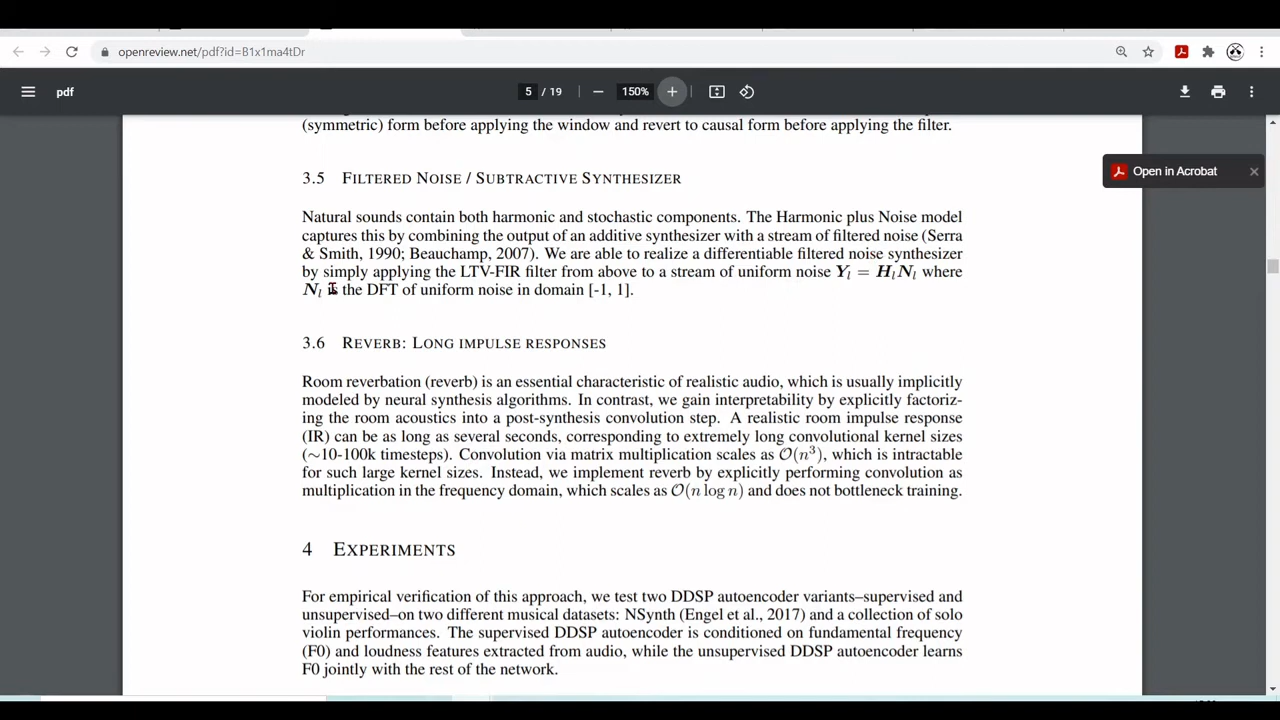 openreview.net/pdf?id=B1x1ma4tDr
pdf
5 / 19
150%
Open in Acrobat
(symmetric) form before applying the window and revert to causal form before applying the filter.
3.5 FILTERED NOISE / SUBTRACTIVE SYNTHESIZER
Natural sounds contain both harmonic and stochastic components. The Harmonic plus Noise model
captures this by combining the output of an additive synthesizer with a stream of filtered noise (Serra
& Smith, 1990; Beauchamp, 2007). We are able to realize a differentiable filtered noise synthesizer
by simply applying the LTV-FIR filter from above to a stream of uniform noise Yₗ = HₗNₗ where
Nₗ is the DFT of uniform noise in domain [-1, 1].
3.6 REVERB: LONG IMPULSE RESPONSES
Room reverbation (reverb) is an essential characteristic of realistic audio, which is usually implicitly
modeled by neural synthesis algorithms. In contrast, we gain interpretability by explicitly factoriz-
ing the room acoustics into a post-synthesis convolution step. A realistic room impulse response
(IR) can be as long as several seconds, corresponding to extremely long convolutional kernel sizes
(∼10-100k timesteps). Convolution via matrix multiplication scales as O(n³), which is intractable
for such large kernel sizes. Instead, we implement reverb by explicitly performing convolution as
multiplication in the frequency domain, which scales as O(n log n) and does not bottleneck training.
4 EXPERIMENTS
For empirical verification of this approach, we test two DDSP autoencoder variants–supervised and
unsupervised–on two different musical datasets: NSynth (Engel et al., 2017) and a collection of solo
violin performances. The supervised DDSP autoencoder is conditioned on fundamental frequency
(F0) and loudness features extracted from audio, while the unsupervised DDSP autoencoder learns
F0 jointly with the rest of the network.